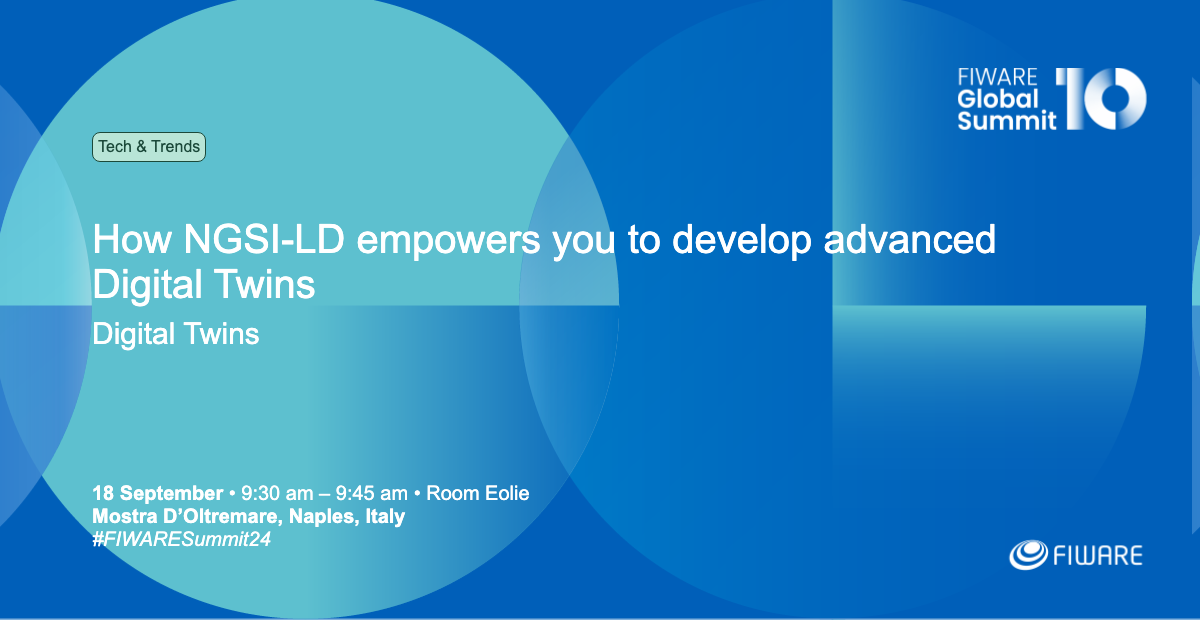 FIWARE
Global
Summit 10
Tech & Trends
How NGSI-LD empowers you to develop advanced
Digital Twins
Digital Twins
18 September • 9:30 am – 9:45 am • Room Eolie
Mostra D’Oltremare, Naples, Italy
#FIWARESummit24
FIWARE